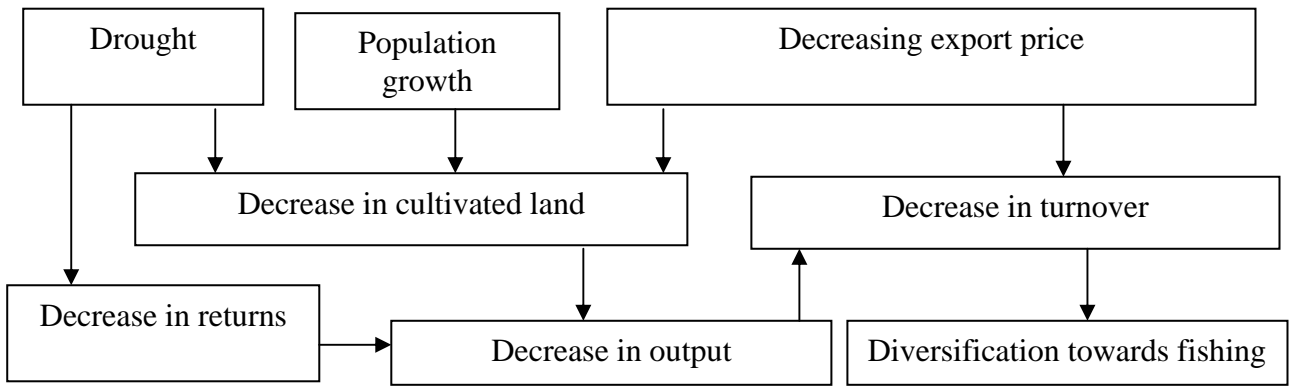 Drought
Population
growth
Decreasing export price
Decrease in cultivated land
Decrease in turnover
Decrease in returns
Decrease in output
Diversification towards fishing